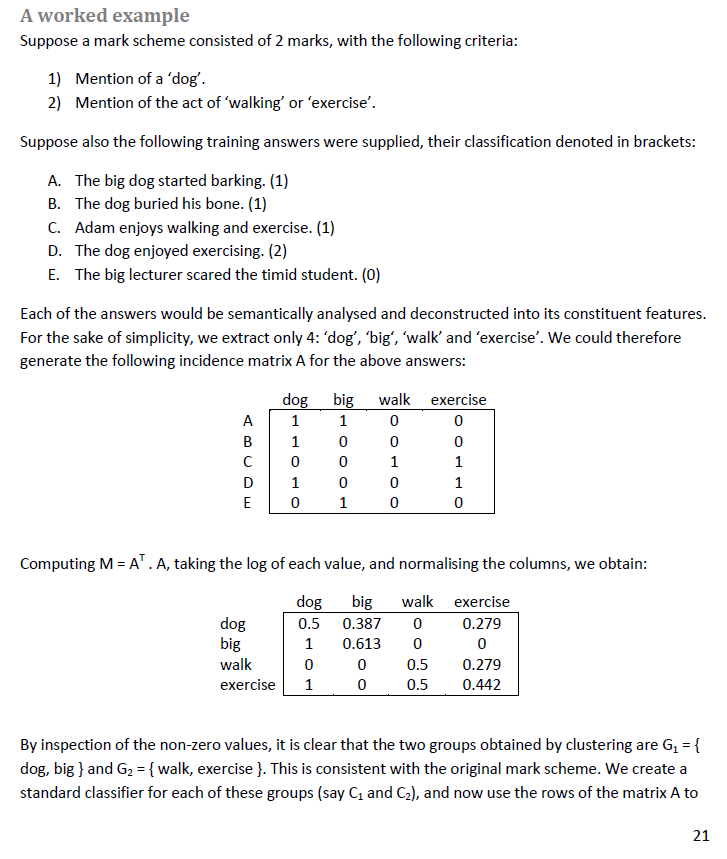 A worked example
Suppose a mark scheme consisted of 2 marks, with the following criteria:
1) Mention of a ‘dog’.
2) Mention of the act of ‘walking’ or ‘exercise’.
Suppose also the following training answers were supplied, their classification denoted in brackets:
A. The big dog started barking. (1)
B. The dog buried his bone. (1)
C. Adam enjoys walking and exercise. (1)
D. The dog enjoyed exercising. (2)
E. The big lecturer scared the timid student. (0)
Each of the answers would be semantically analysed and deconstructed into its constituent features.
For the sake of simplicity, we extract only 4: ‘dog’, ‘big’, ‘walk’ and ‘exercise’. We could therefore
generate the following incidence matrix A for the above answers:
dog big walk exercise
A 1 1 0 0
B 1 0 0 0
C 0 0 1 1
D 1 0 0 1
E 0 1 0 0
Computing M = Aᵀ . A, taking the log of each value, and normalising the columns, we obtain:
dog big walk exercise
dog 0.5 0.387 0 0.279
big 1 0.613 0 0
walk 0 0 0.5 0.279
exercise 1 0 0.5 0.442
By inspection of the non-zero values, it is clear that the two groups obtained by clustering are G₁ = {
dog, big } and G₂ = { walk, exercise }. This is consistent with the original mark scheme. We create a
standard classifier for each of these groups (say C₁ and C₂), and now use the rows of the matrix A to
21